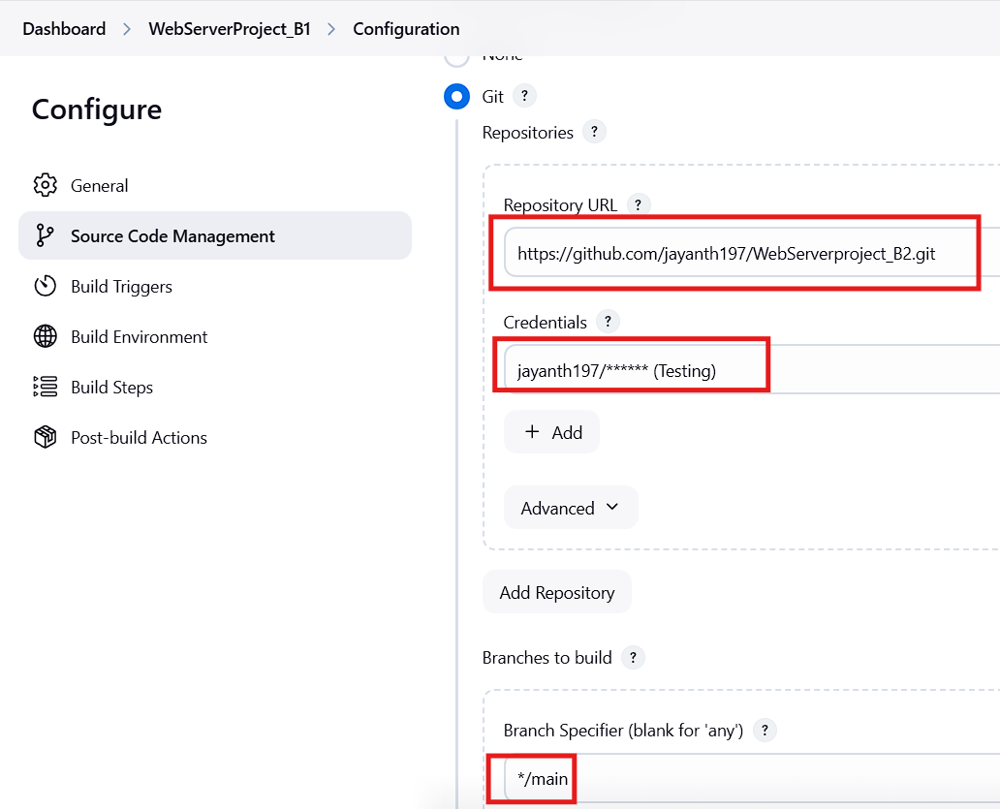 Dashboard > WebServerProject_B1 > Configuration
Configure
General
Source Code Management
Build Triggers
Build Environment
Build Steps
Post-build Actions
None
Git ?
Repositories ?
Repository URL ?
https://github.com/jayanth197/WebServerproject_B2.git
Credentials ?
jayanth197/****** (Testing)
+ Add
Advanced
Add Repository
Branches to build ?
Branch Specifier (blank for 'any') ?
*/main